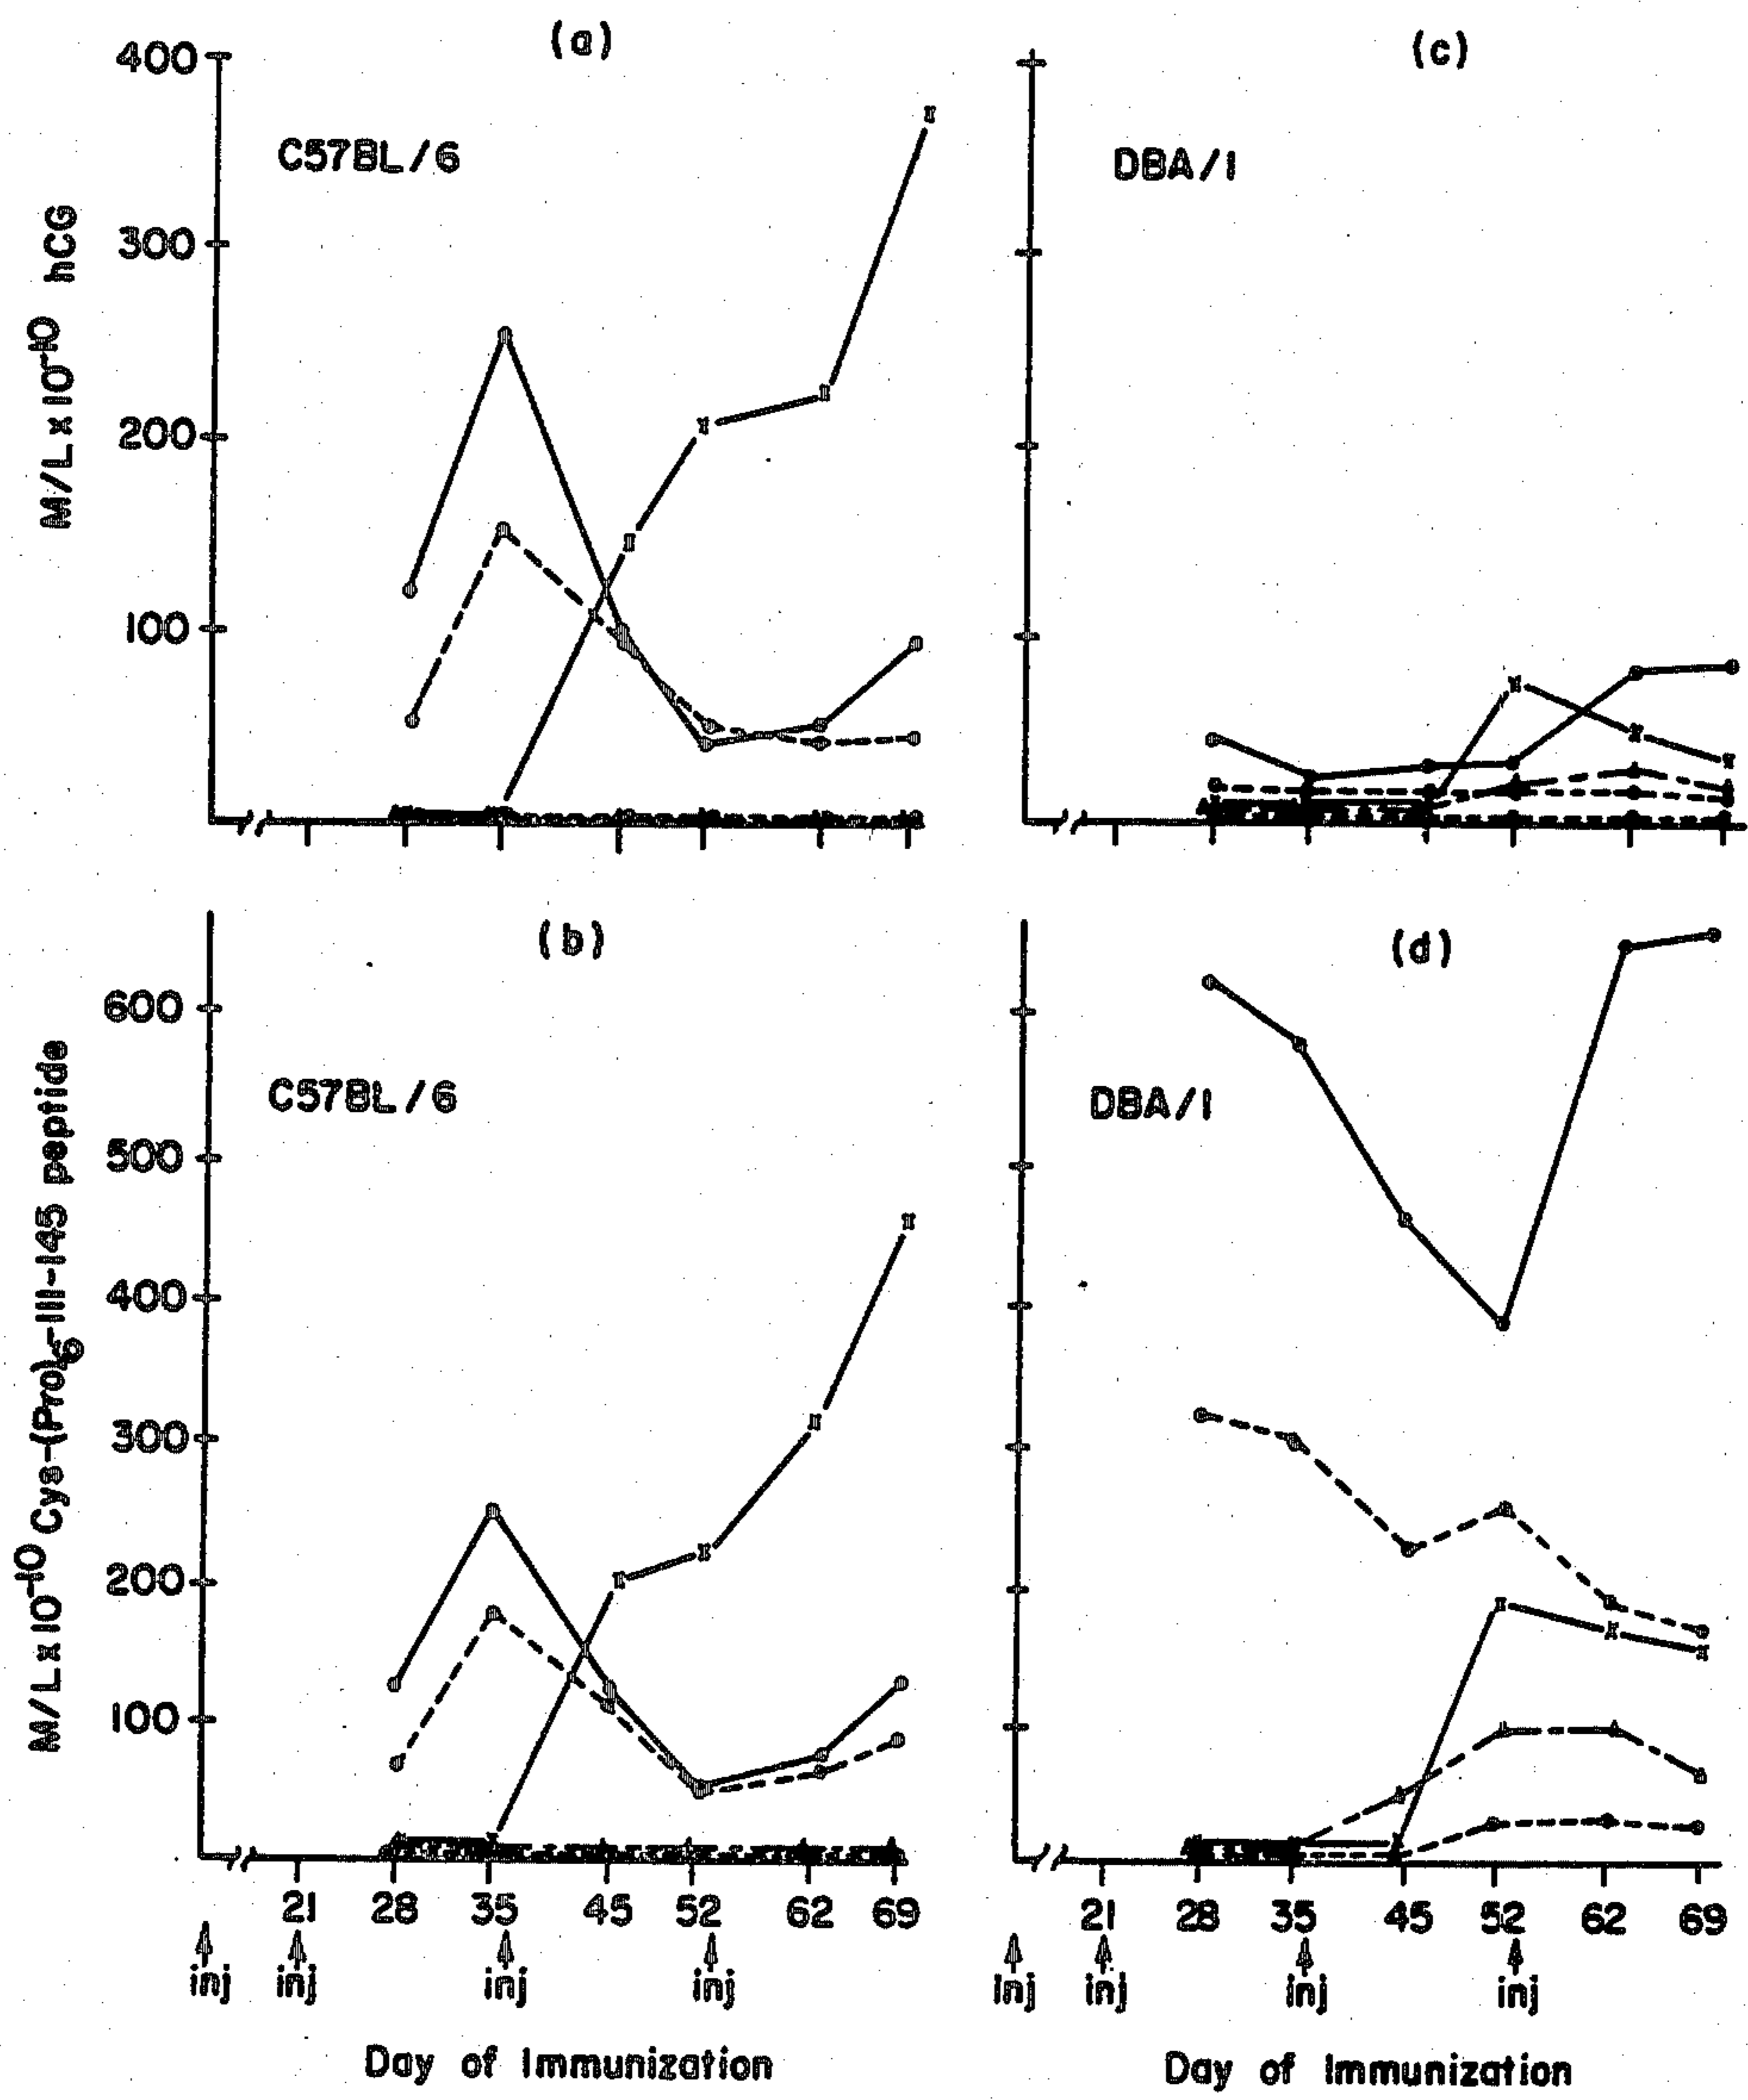 (a)
C57BL/6
400
300
200
100
M/L x 10-10 hCG
(c)
DBA/1
(b)
C57BL/6
600
500
400
300
200
100
M/L x 10-10 Cys-(Pro)6-111-145 peptide
21 28 35 45 52 62 69
inj inj inj inj
Day of Immunization
(d)
DBA/1
21 28 35 45 52 62 69
inj inj inj inj
Day of Immunization